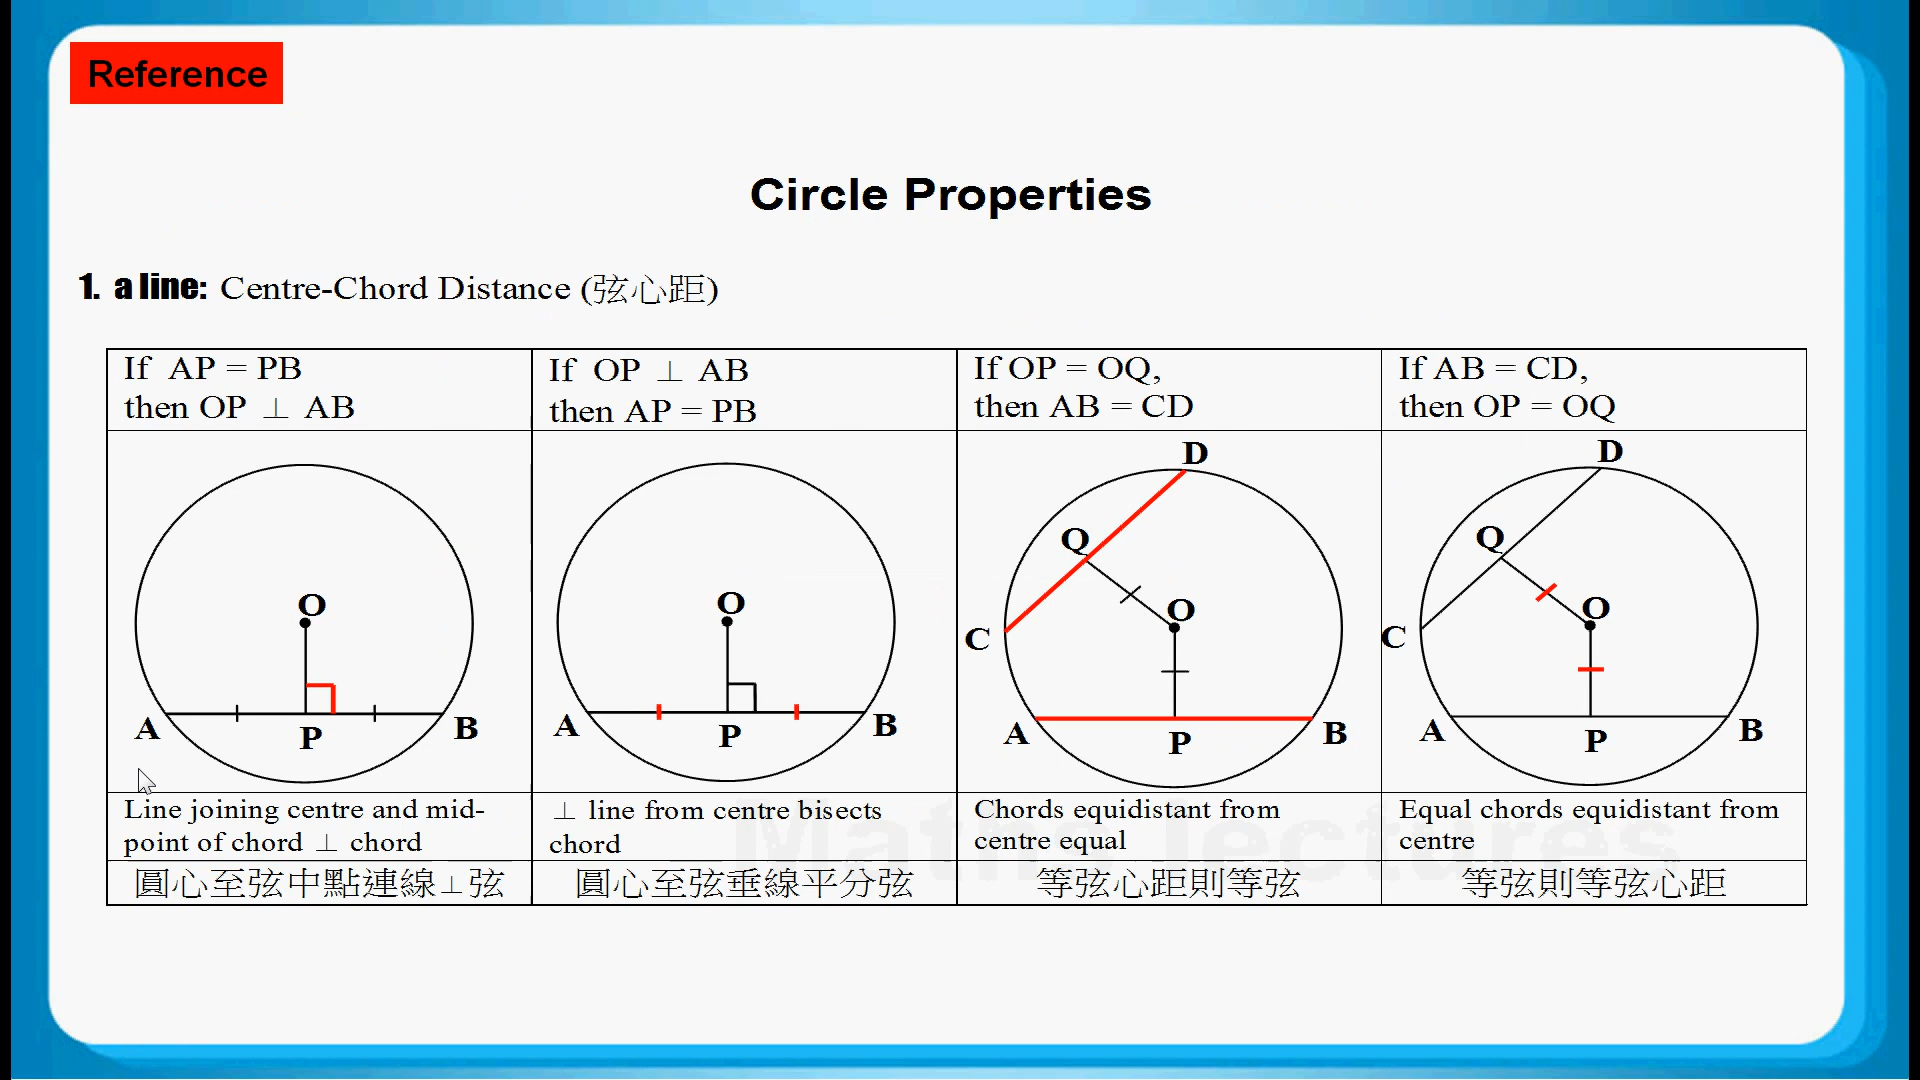 Reference
Circle Properties
1. a line: Centre-Chord Distance (弦心距)
If AP = PB
then OP ⊥ AB
If OP ⊥ AB
then AP = PB
If OP = OQ,
then AB = CD
If AB = CD,
then OP = OQ
O
A
P
B
O
A
P
B
D
Q
O
C
A
P
B
D
Q
O
C
A
P
B
Line joining centre and mid-
point of chord ⊥ chord
⊥ line from centre bisects
chord
Chords equidistant from
centre equal
Equal chords equidistant from
centre
圓心至弦中點連線⊥弦
圓心至弦垂線平分弦
等弦心距則等弦
等弦則等弦心距
Maths lectures